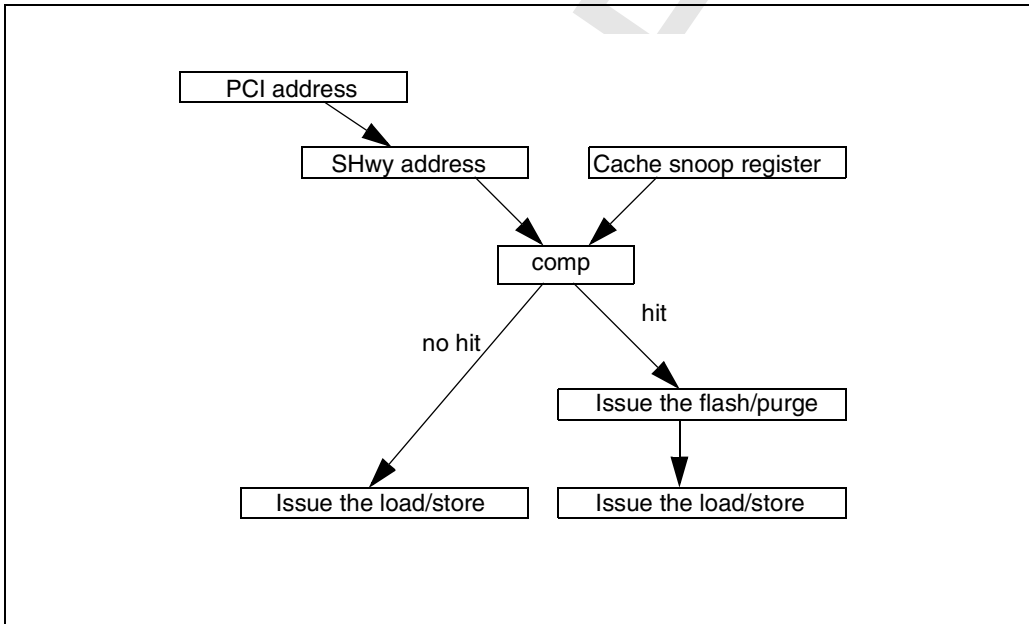 PCI address
SHwy address
Cache snoop register
comp
hit
no hit
Issue the flash/purge
Issue the load/store
Issue the load/store